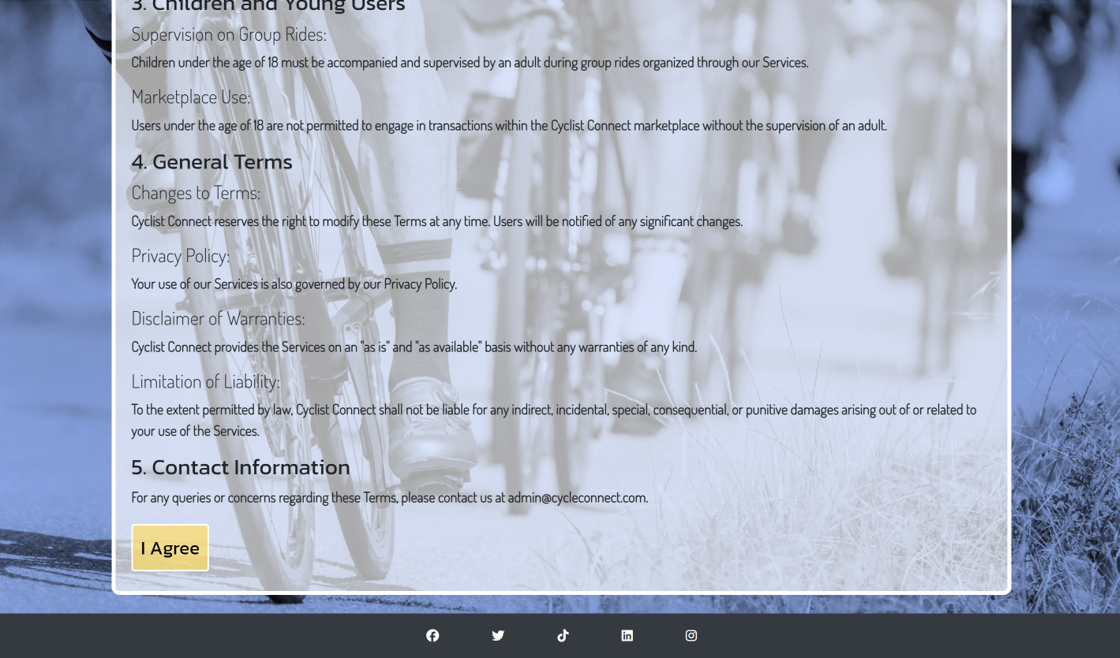 3. Children and Young Users
Supervision on Group Rides:
Children under the age of 18 must be accompanied and supervised by an adult during group rides organized through our Services.
Marketplace Use:
Users under the age of 18 are not permitted to engage in transactions within the Cyclist Connect marketplace without the supervision of an adult.
4. General Terms
Changes to Terms:
Cyclist Connect reserves the right to modify these Terms at any time. Users will be notified of any significant changes.
Privacy Policy:
Your use of our Services is also governed by our Privacy Policy.
Disclaimer of Warranties:
Cyclist Connect provides the Services on an "as is" and "as available" basis without any warranties of any kind.
Limitation of Liability:
To the extent permitted by law, Cyclist Connect shall not be liable for any indirect, incidental, special, consequential, or punitive damages arising out of or related to
your use of the Services.
5. Contact Information
For any queries or concerns regarding these Terms, please contact us at admin@cycleconnect.com.
I Agree